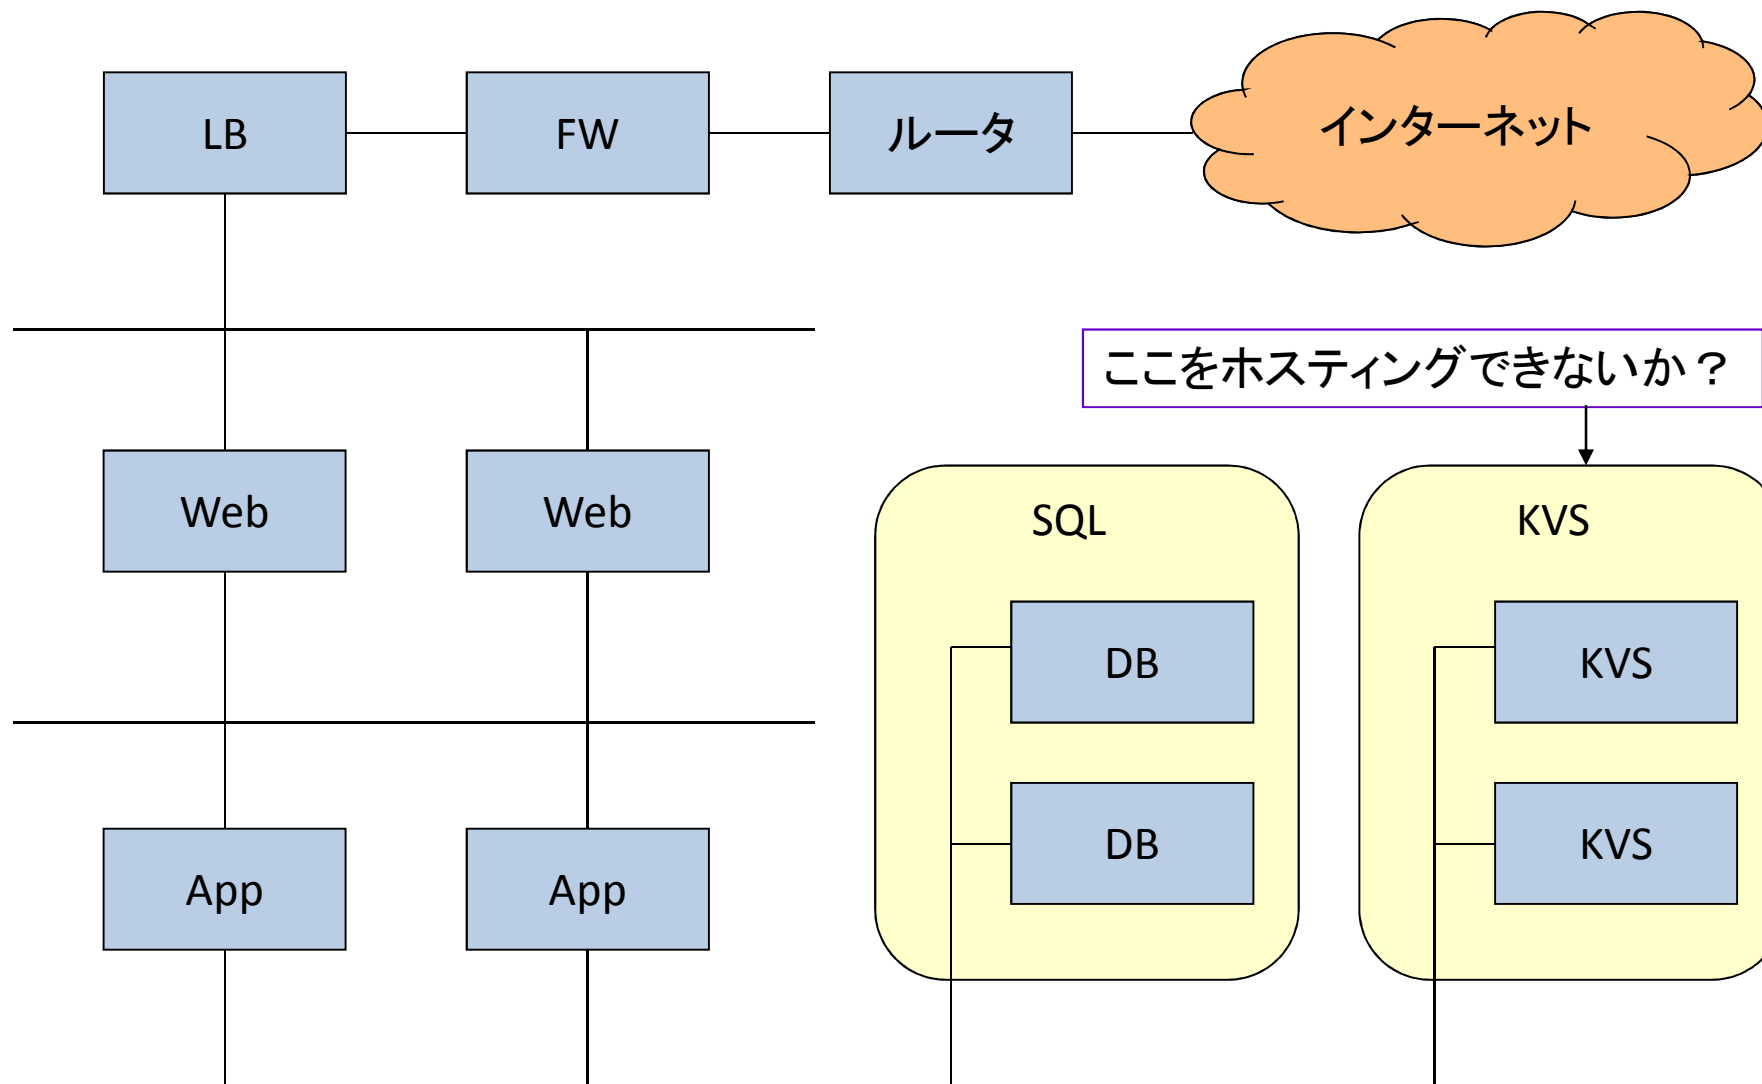 LB
FW
ルータ
インターネット
ここをホスティングできないか？
Web
Web
SQL
KVS
DB
KVS
DB
KVS
App
App